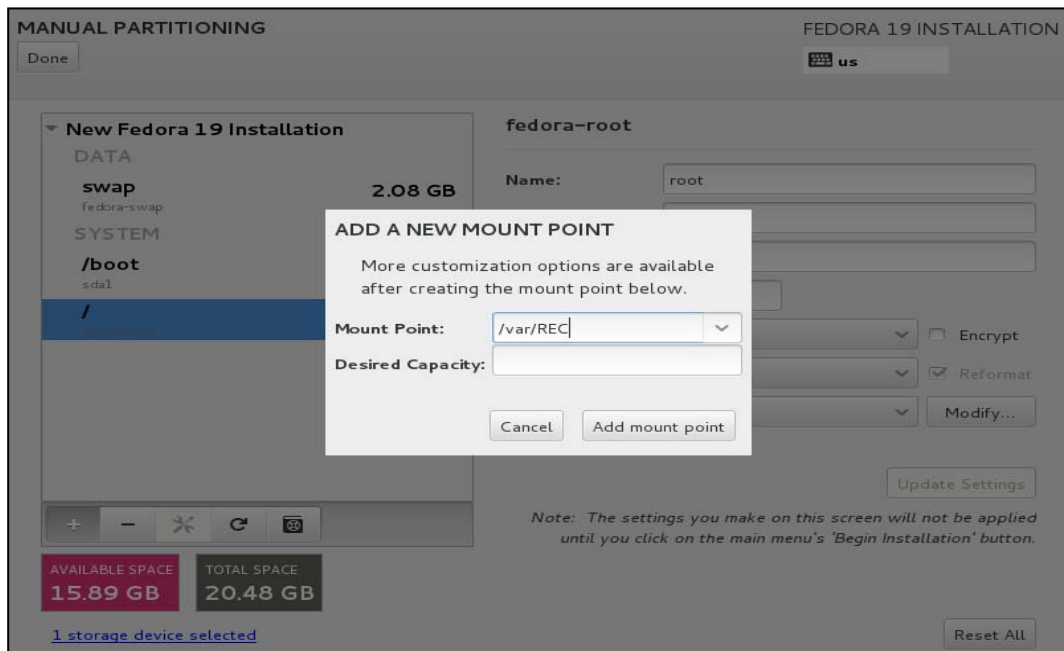 MANUAL PARTITIONING
FEDORA 19 INSTALLATION
Done
us
New Fedora 19 Installation
DATA
swap 2.08 GB
fedora-swap
SYSTEM
/boot
sda1
/
fedora-root
Name: root
ADD A NEW MOUNT POINT
More customization options are available
after creating the mount point below.
Mount Point: /var/REC
Desired Capacity:
Cancel
Add mount point
Encrypt
Reformat
Modify...
Update Settings
Note: The settings you make on this screen will not be applied
until you click on the main menu's 'Begin Installation' button.
AVAILABLE SPACE
15.89 GB
TOTAL SPACE
20.48 GB
1 storage device selected
Reset All